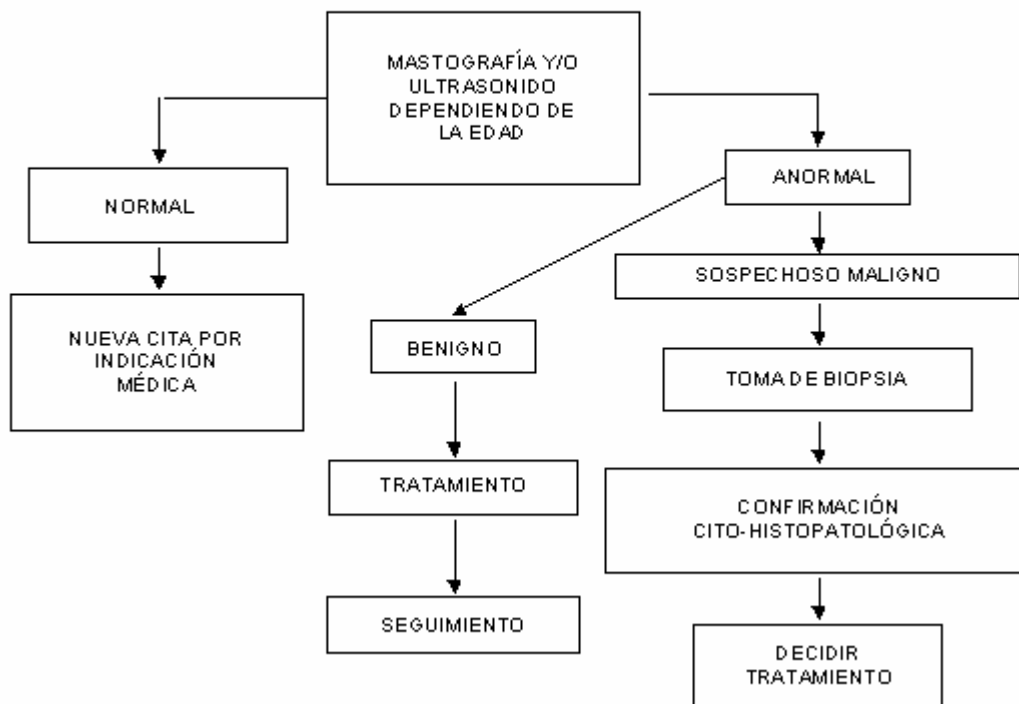 MASTOGRAFÍA Y/O
ULTRASONIDO
DEPENDIENDO DE
LA EDAD
NORMAL
NUEVA CITA POR
INDICACIÓN
MÉDICA
ANORMAL
BENIGNO
TRATAMIENTO
SEGUIMIENTO
SOSPECHOSO MALIGNO
TOMA DE BIOPSIA
CONFIRMACIÓN
CITO-HISTOPATOLÓGICA
DECIDIR
TRATAMIENTO